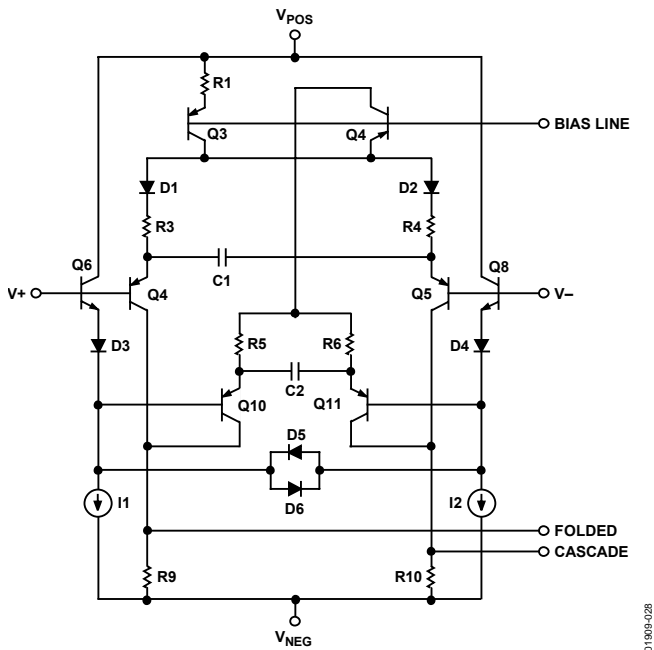 VPOS
R1
Q3
Q4
BIAS LINE
D1
D2
R3
R4
C1
Q6
Q8
V+
Q4
Q5
V–
D3
R5
R6
D4
C2
Q10
Q11
D5
D6
I1
I2
FOLDED
CASCADE
R9
R10
VNEG
01909-028